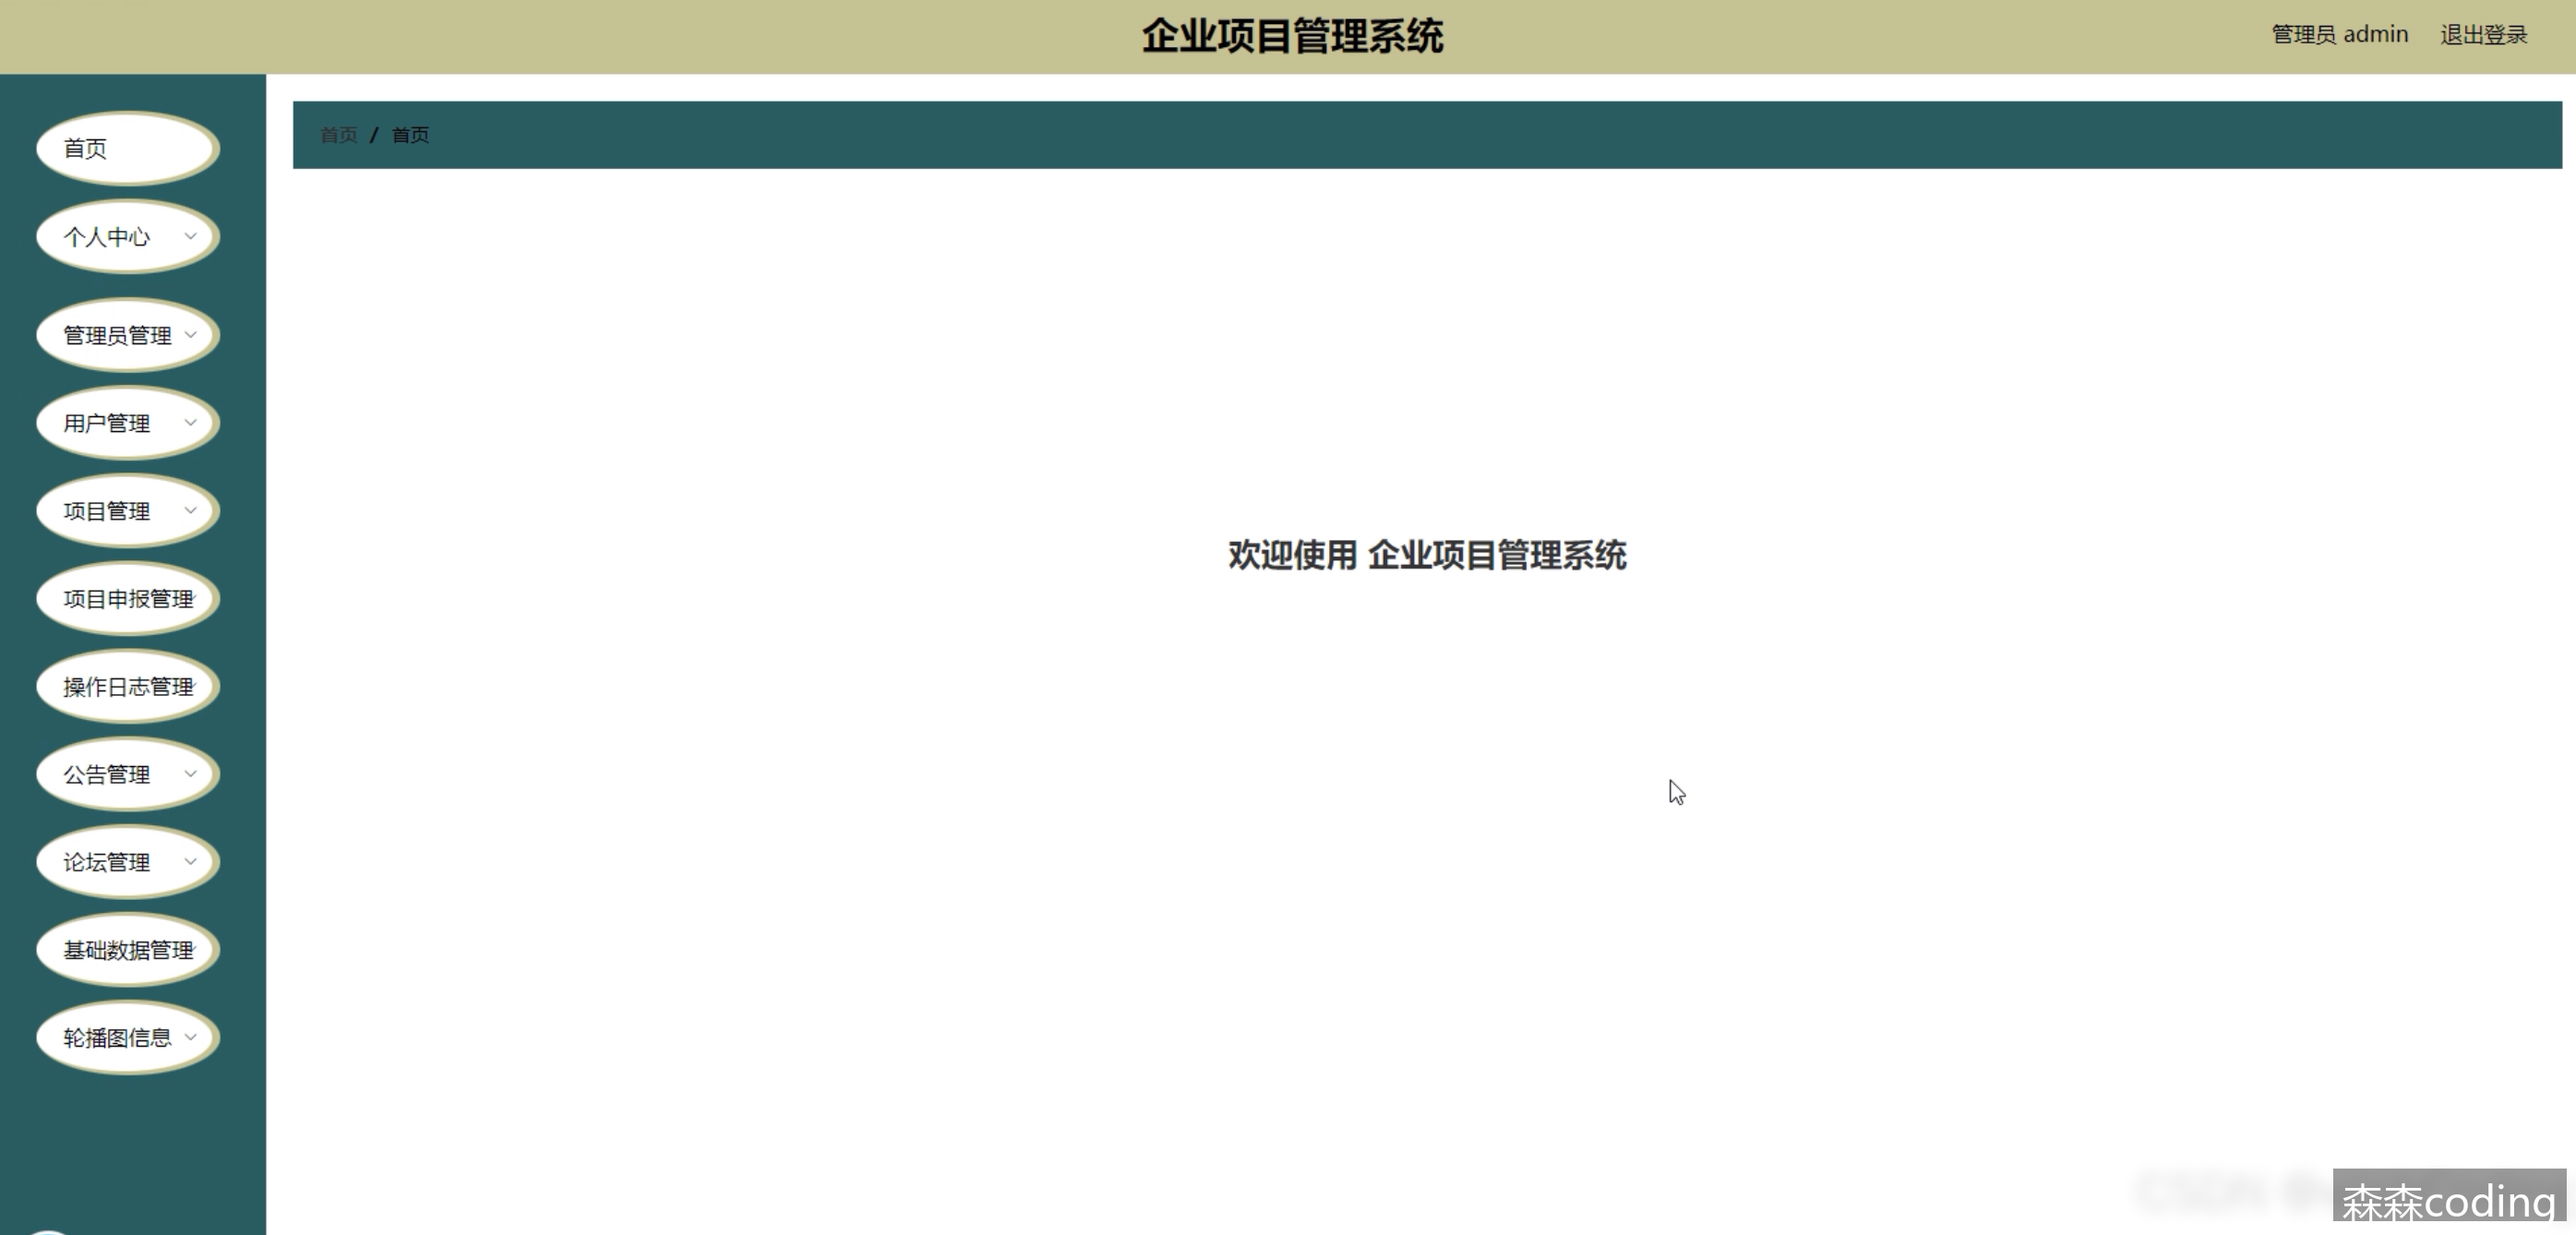 企业项目管理系统
管理员 admin 退出登录
首页 / 首页
首页
个人中心
管理员管理
用户管理
项目管理
项目申报管理
操作日志管理
公告管理
论坛管理
基础数据管理
轮播图信息
欢迎使用 企业项目管理系统
森森coding